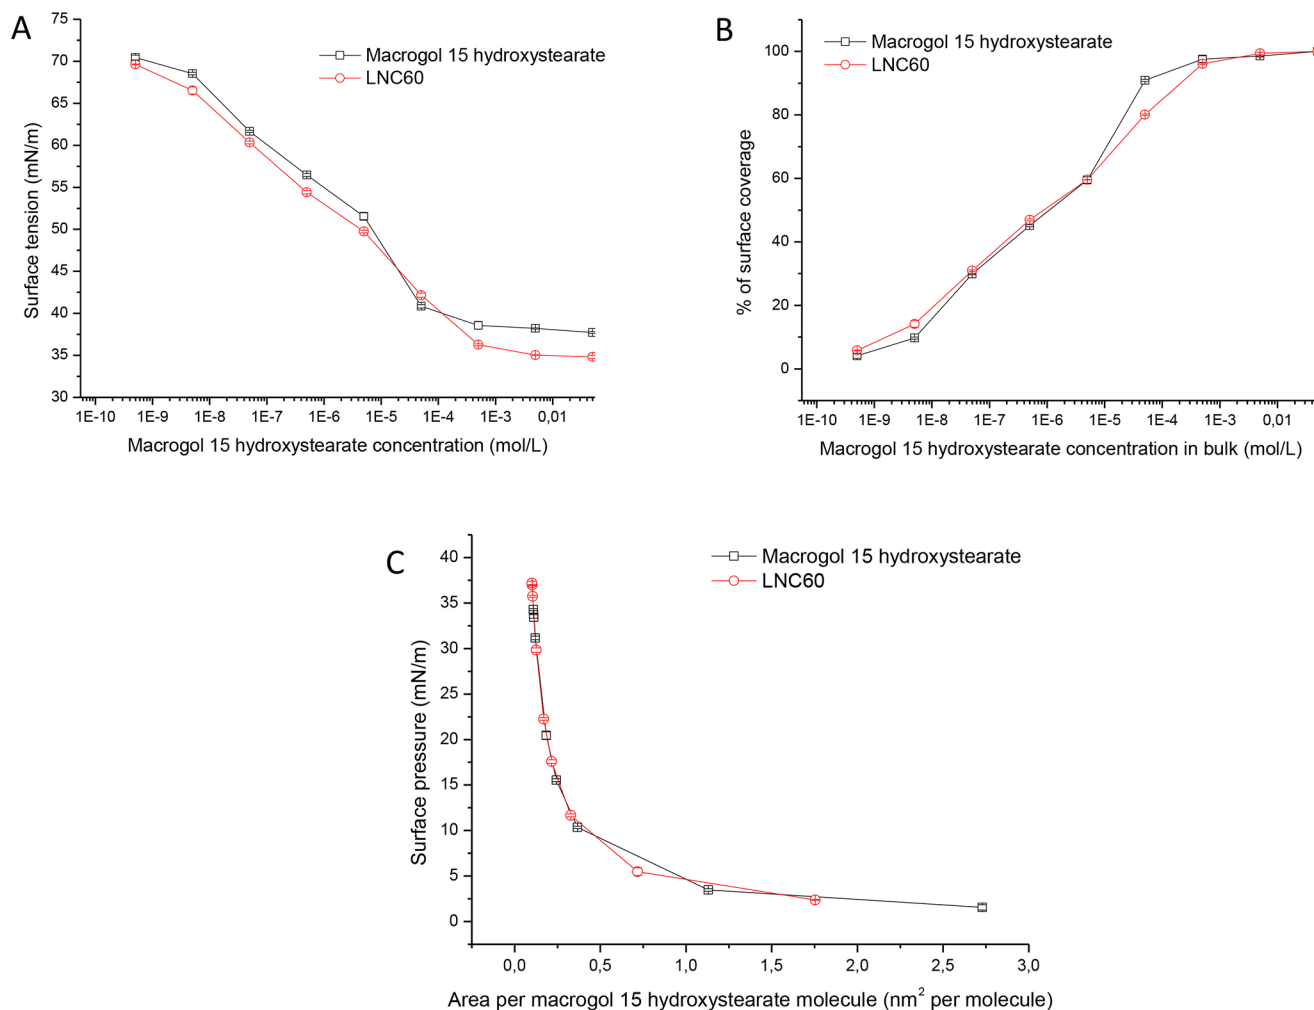 A
75
70
65
60
55
50
45
40
35
30
Surface tension (mN/m)
Macrogol 15 hydroxystearate
LNC60
1E-10 1E-9 1E-8 1E-7 1E-6 1E-5 1E-4 1E-3 0,01
Macrogol 15 hydroxystearate concentration (mol/L)
B
100
80
60
40
20
0
% of surface coverage
Macrogol 15 hydroxystearate
LNC60
1E-10 1E-9 1E-8 1E-7 1E-6 1E-5 1E-4 1E-3 0,01
Macrogol 15 hydroxystearate concentration in bulk (mol/L)
C
40
35
30
25
20
15
10
5
0
Surface pressure (mN/m)
Macrogol 15 hydroxystearate
LNC60
0,0 0,5 1,0 1,5 2,0 2,5 3,0
Area per macrogol 15 hydroxystearate molecule (nm² per molecule)